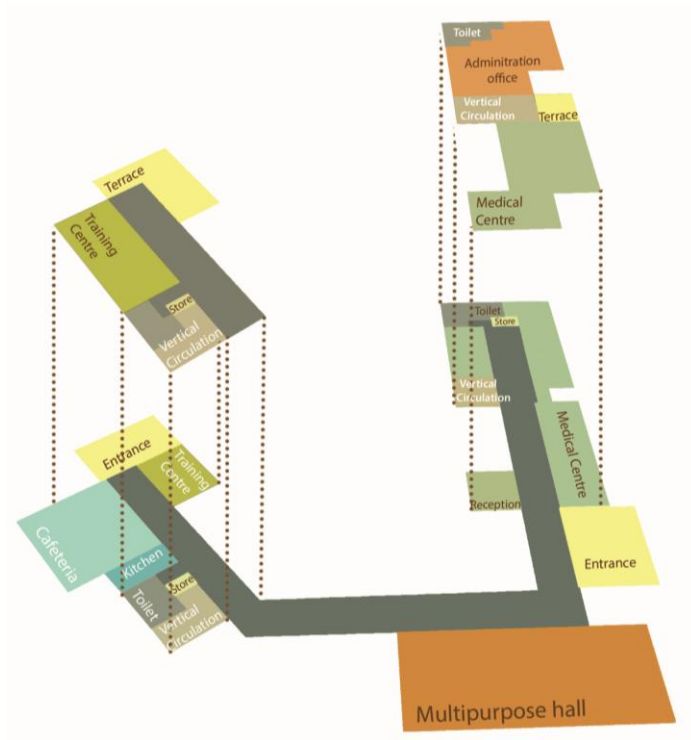 Toilet
Adminitration
office
Vertical
Circulation
Terrace
Medical
Centre
Terrace
Training
Centre
Store
Vertical
Circulation
Toilet
Store
Vertical
Circulation
Medical Centre
Reception
Entrance
Entrance
Training
Centre
Cafeteria
Kitchen
Store
Toilet
Vertical
Circulation
Multipurpose hall